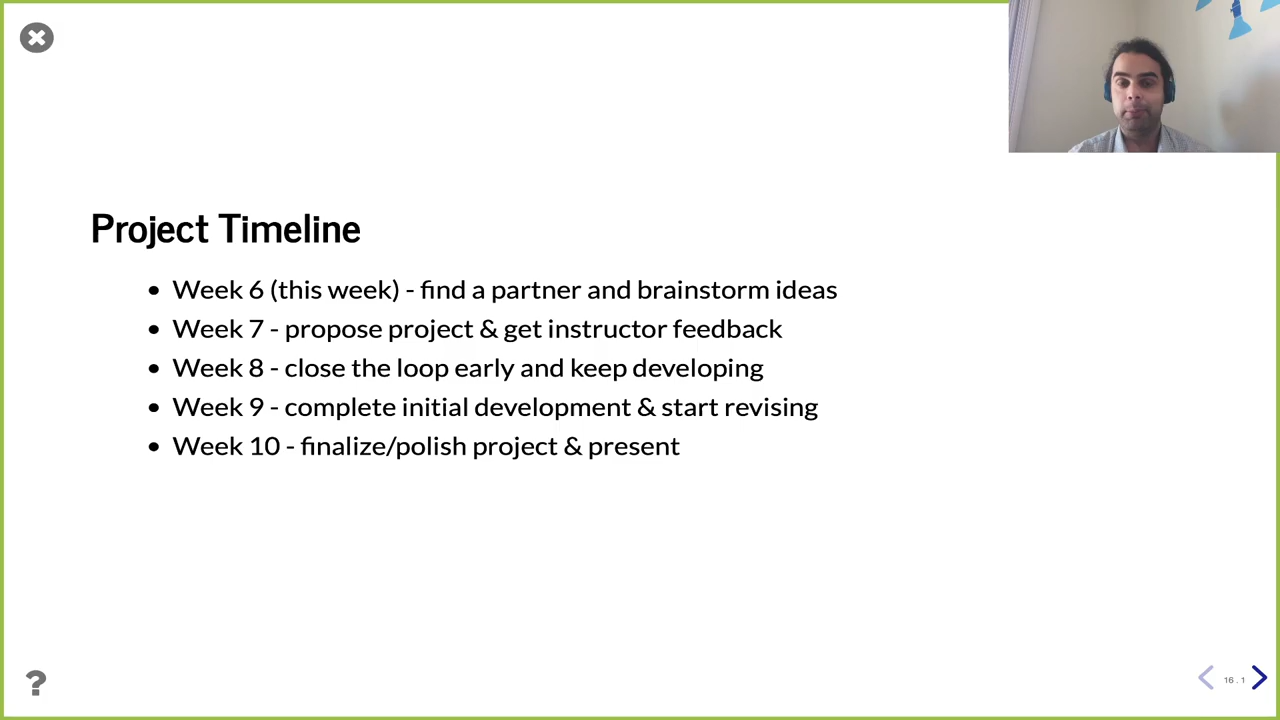 Project Timeline
Week 6 (this week) - find a partner and brainstorm ideas
Week 7 - propose project & get instructor feedback
Week 8 - close the loop early and keep developing
Week 9 - complete initial development & start revising
Week 10 - finalize/polish project & present
?
16 . 1